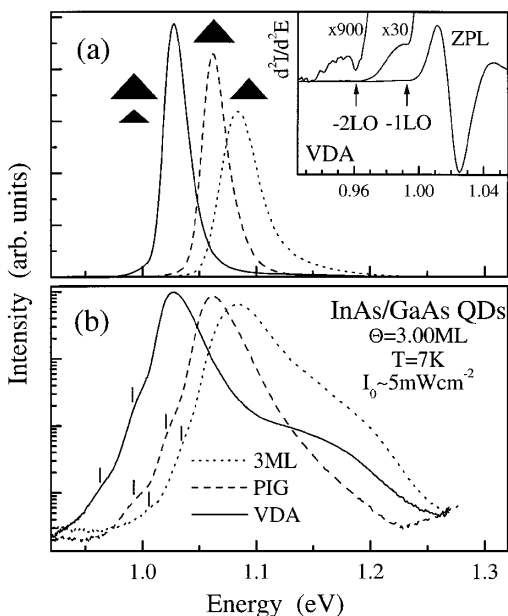 (a)
x900
x30
ZPL
d²I/d²E
-2LO
-1LO
VDA
0.96
1.00
1.04
Intensity (arb. units)
(b)
InAs/GaAs QDs
Θ=3.00ML
T=7K
I₀~5mWcm⁻²
3ML
PIG
VDA
1.0
1.1
1.2
1.3
Energy (eV)